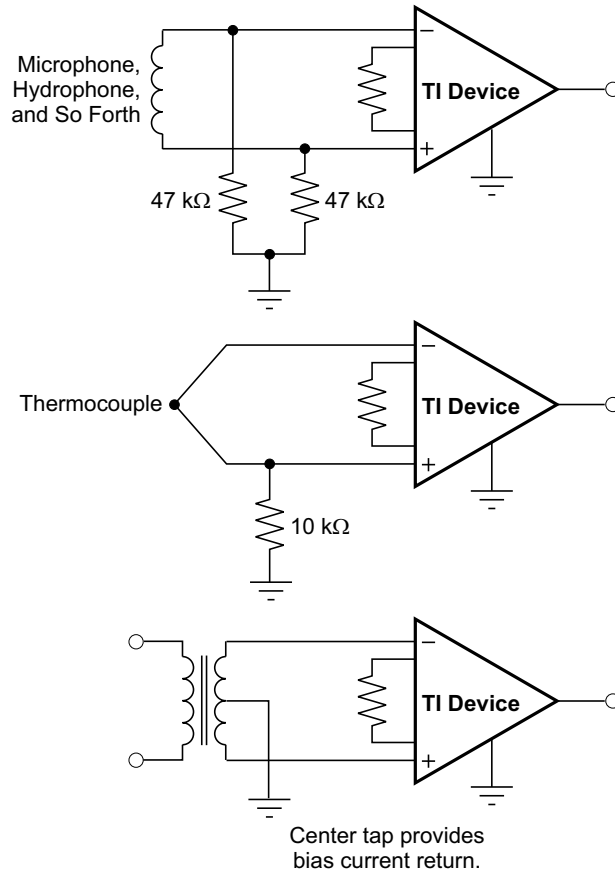 Microphone,
Hydrophone,
and So Forth
−
TI Device
+
47 kΩ
47 kΩ
Thermocouple
−
TI Device
+
10 kΩ
−
TI Device
+
Center tap provides
bias current return.